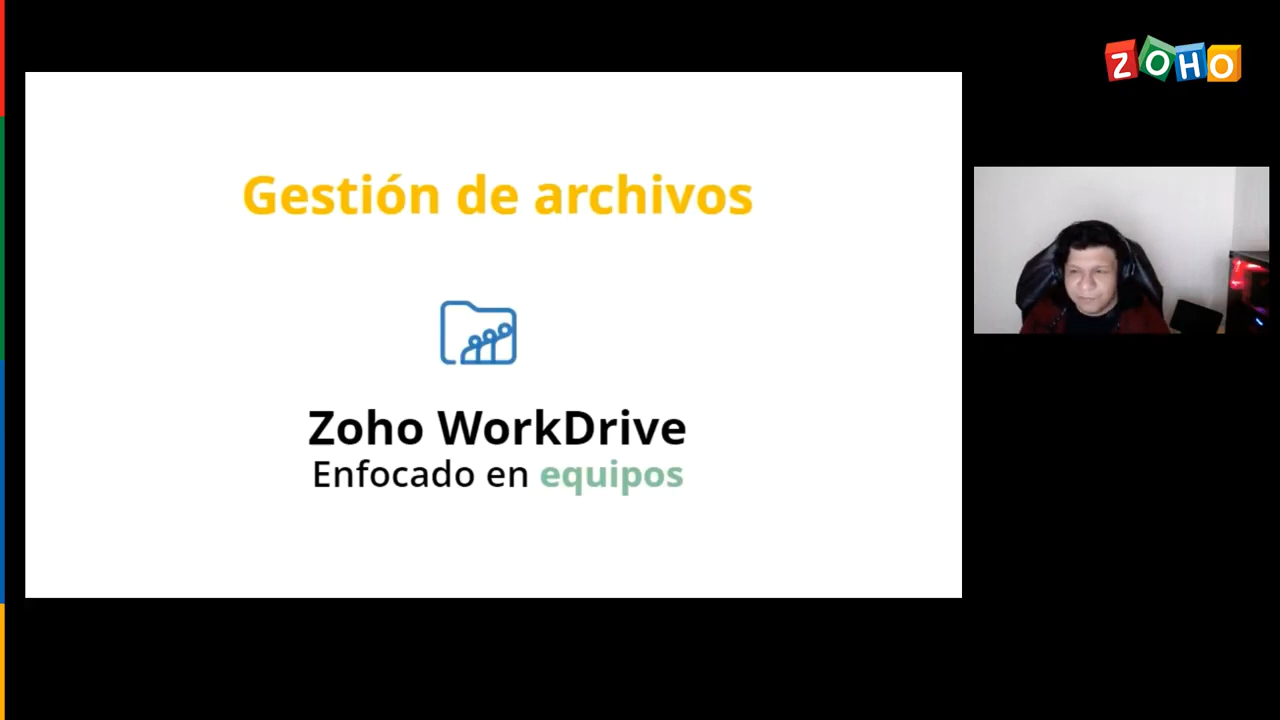 ZOHO
Gestión de archivos
Zoho WorkDrive
Enfocado en equipos